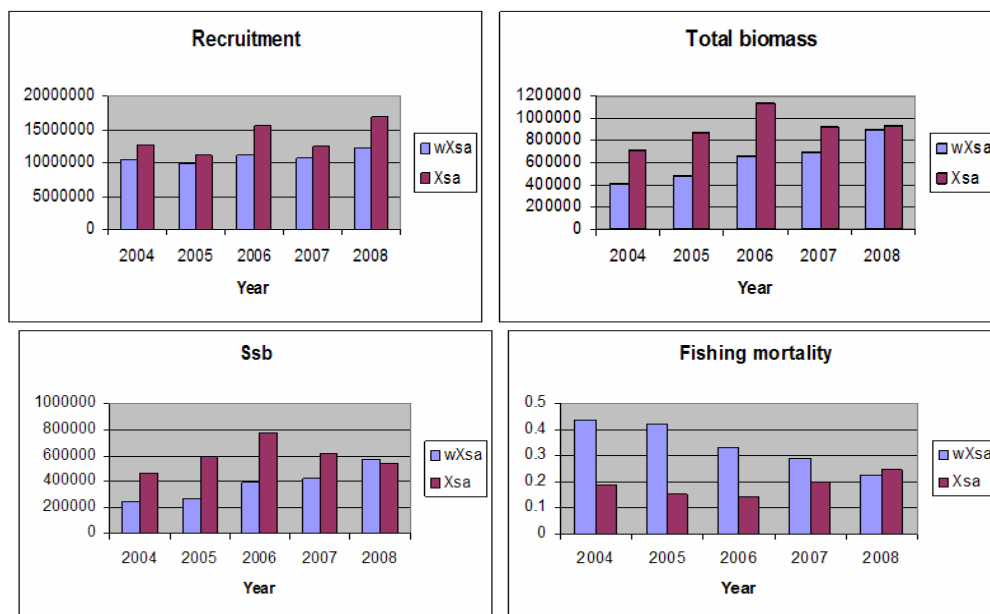 Recruitment
20000000
15000000
10000000
5000000
0
2004 2005 2006 2007 2008
Year
wXsa
Xsa
Total biomass
1200000
1000000
800000
600000
400000
200000
0
2004 2005 2006 2007 2008
Year
wXsa
Xsa
Ssb
1000000
800000
600000
400000
200000
0
2004 2005 2006 2007 2008
Year
wXsa
Xsa
Fishing mortality
0.5
0.4
0.3
0.2
0.1
0
2004 2005 2006 2007 2008
Year
wXsa
Xsa